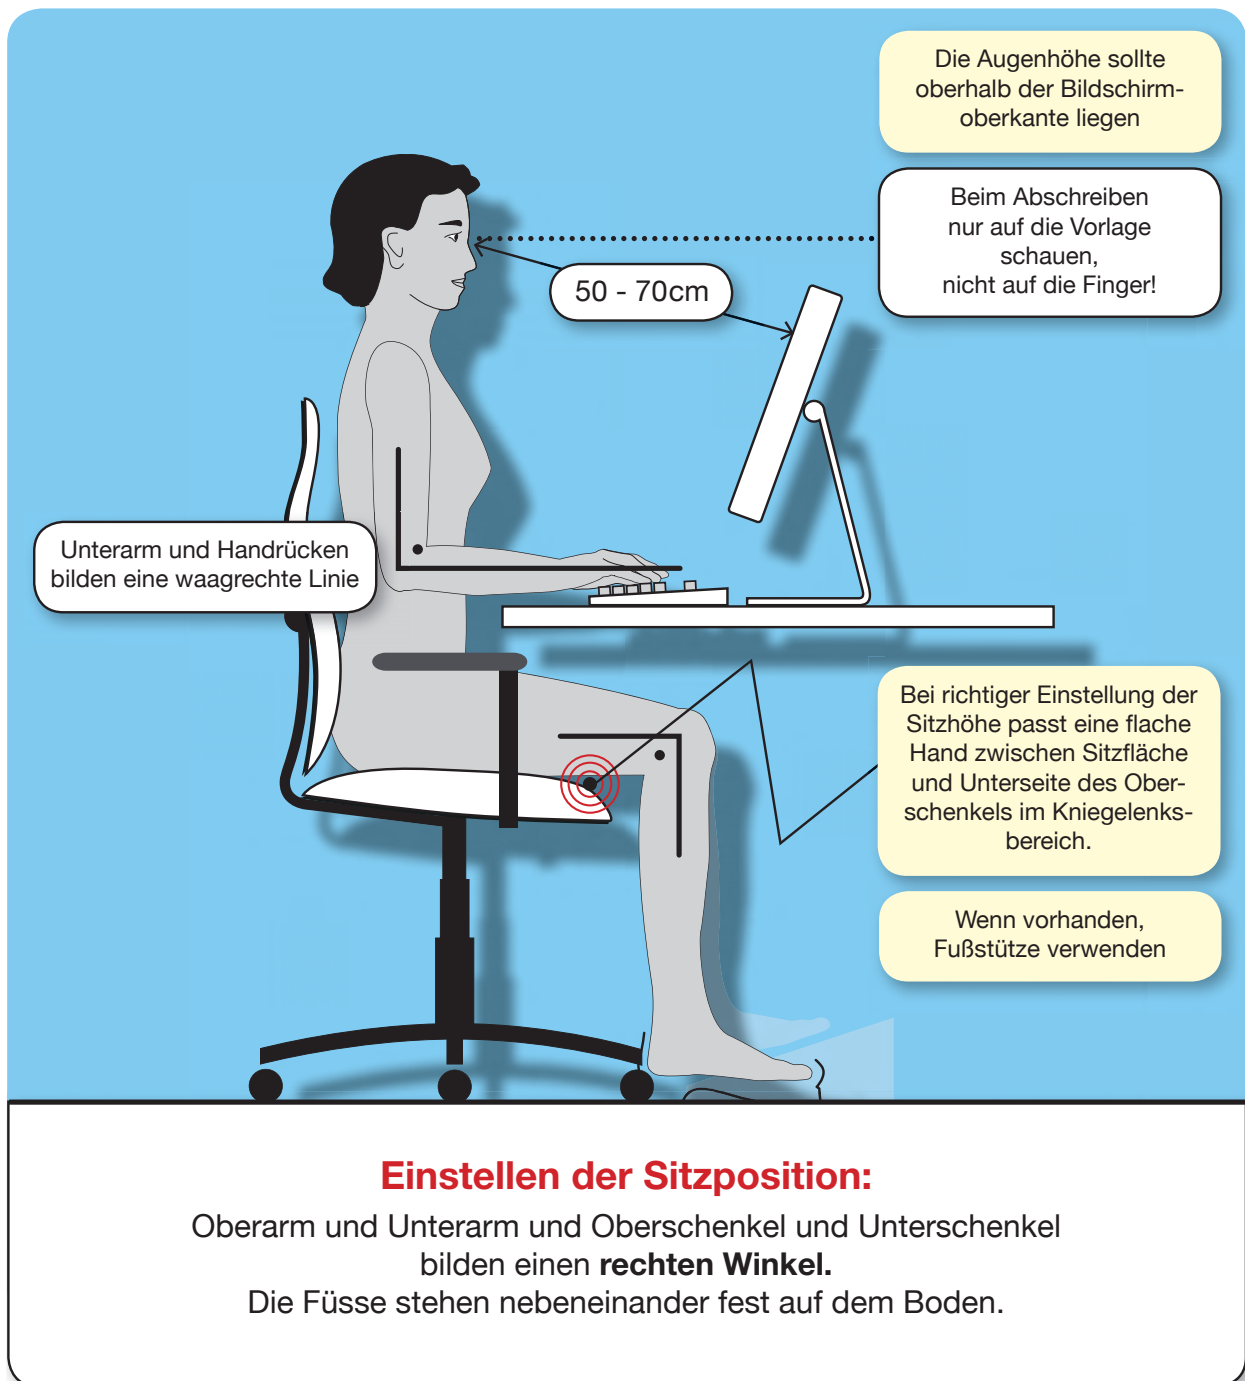 Die Augenhöhe sollte
oberhalb der Bildschirm-
oberkante liegen
Beim Abschreiben
nur auf die Vorlage
schauen,
nicht auf die Finger!
50 - 70cm
Unterarm und Handrücken
bilden eine waagrechte Linie
Bei richtiger Einstellung der
Sitzhöhe passt eine flache
Hand zwischen Sitzfläche
und Unterseite des Ober-
schenkels im Kniegelenks-
bereich.
Wenn vorhanden,
Fußstütze verwenden
Einstellen der Sitzposition:
Oberarm und Unterarm und Oberschenkel und Unterschenkel
bilden einen rechten Winkel.
Die Füsse stehen nebeneinander fest auf dem Boden.